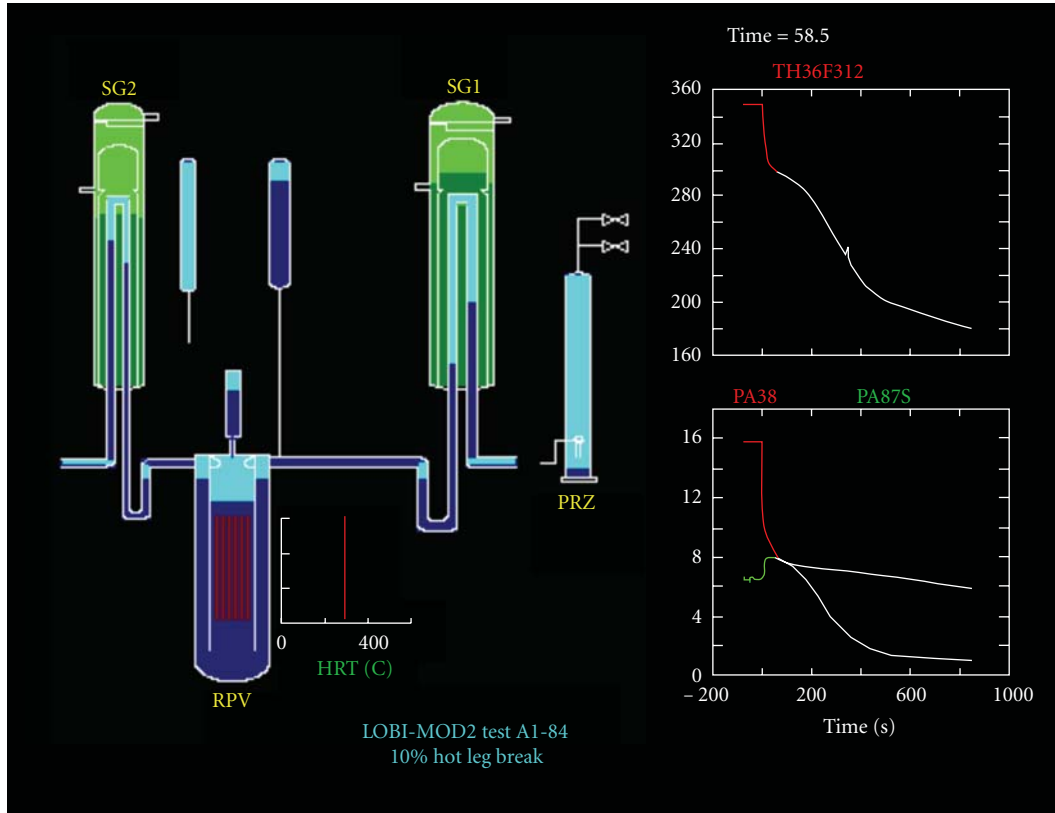 Time = 58.5
SG2
SG1
PRZ
RPV
0
400
HRT (C)
LOBI-MOD2 test A1-84
10% hot leg break
TH36F312
360
320
280
240
200
160
PA38
PA87S
16
12
8
4
0
−200
200
600
1000
Time (s)